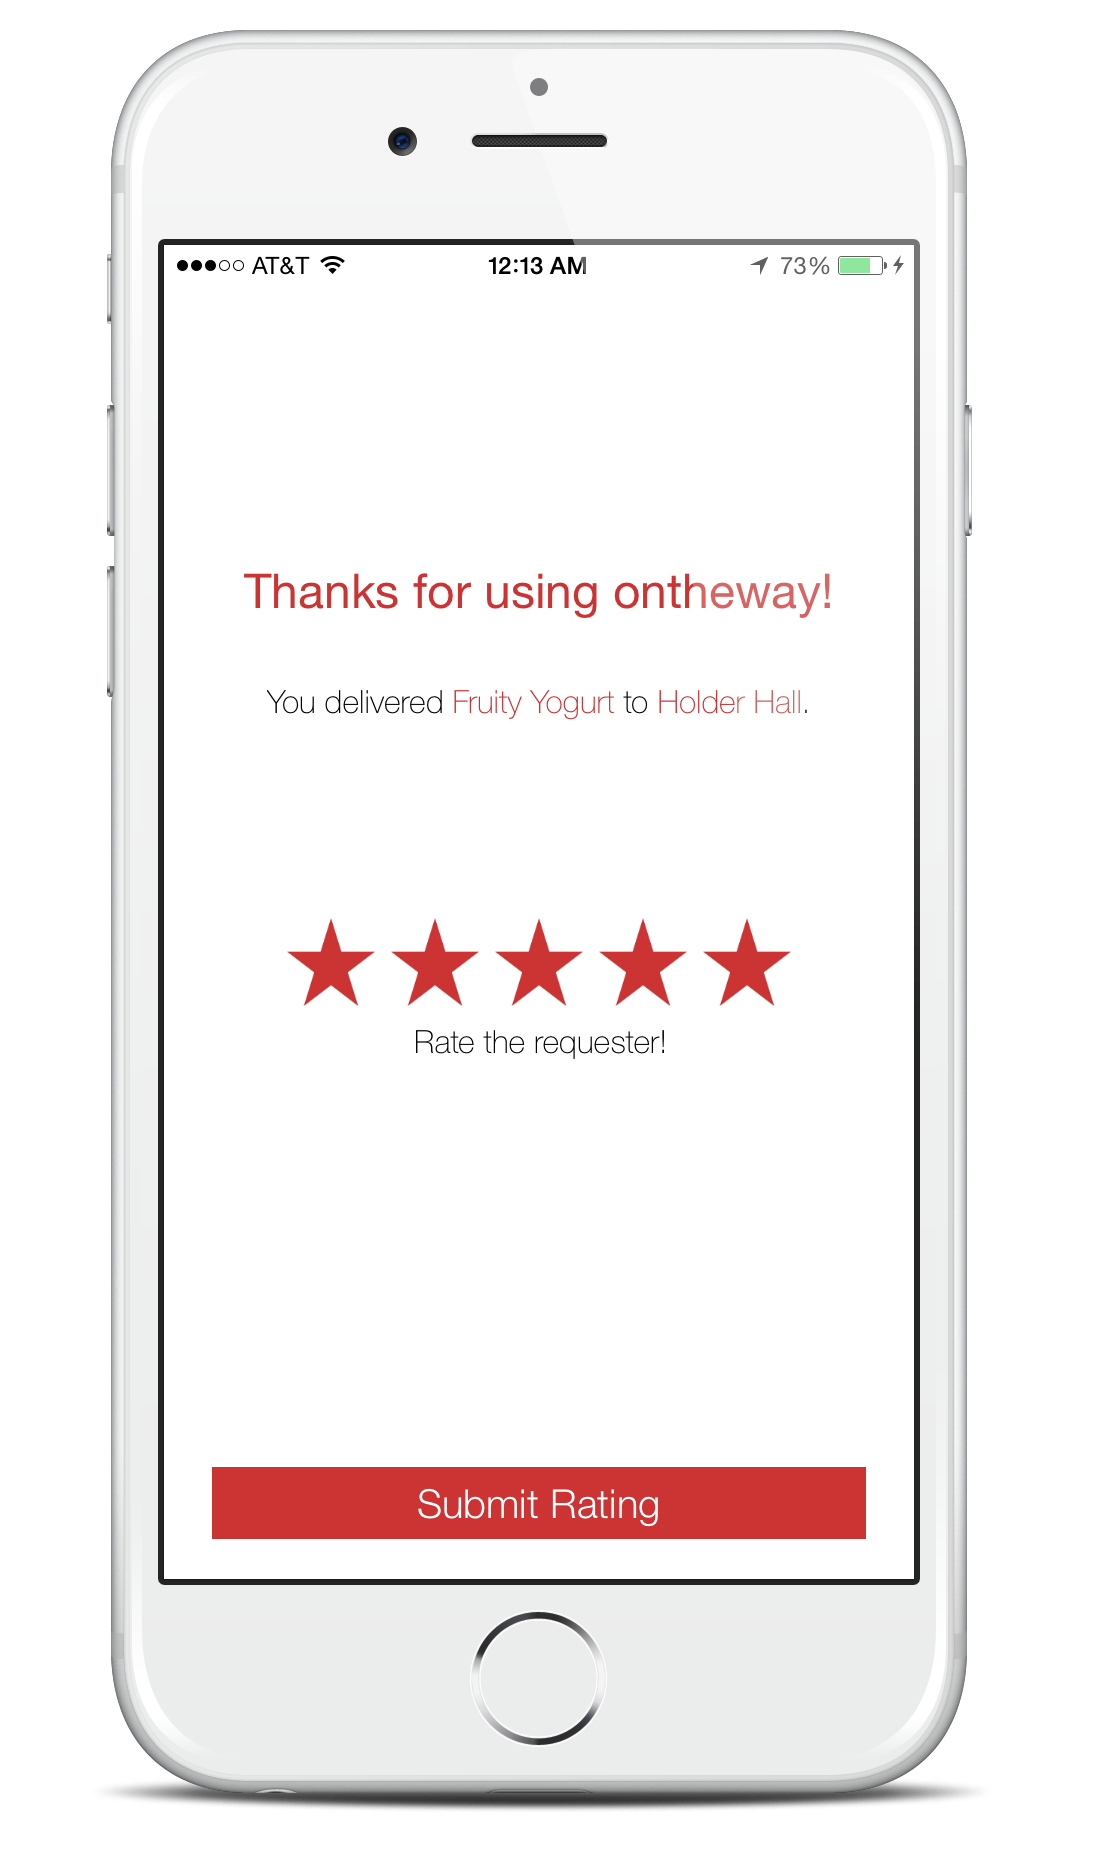 AT&T 12:13 AM 73%
Thanks for using ontheway!
You delivered Fruity Yogurt to Holder Hall.
Rate the requester!
Submit Rating